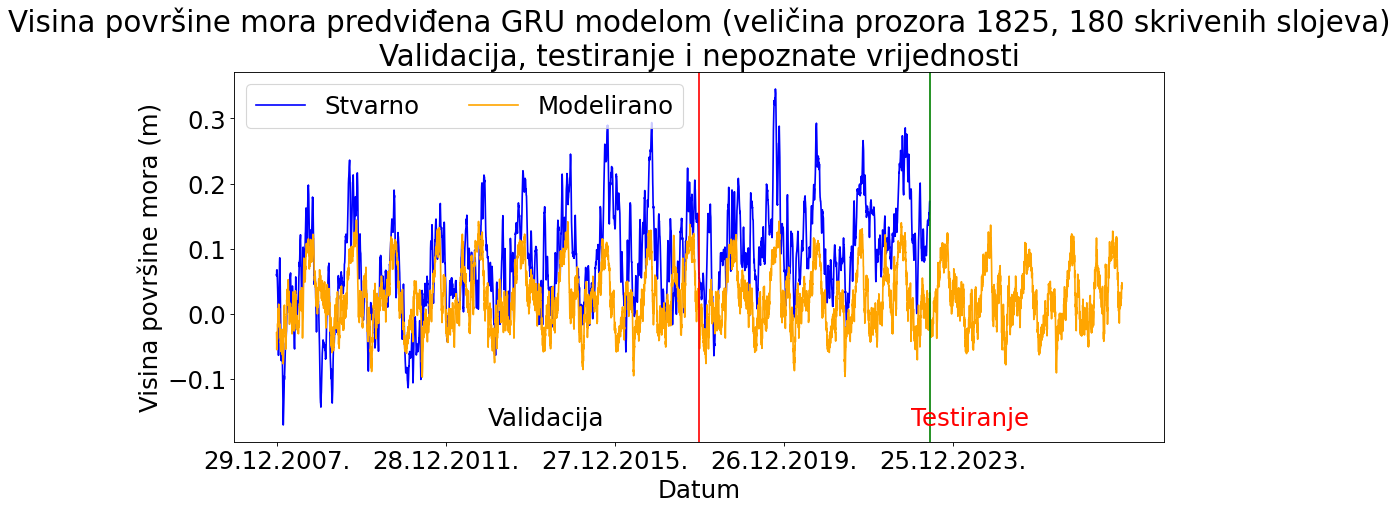 Visina površine mora predviđena GRU modelom (veličina prozora 1825, 180 skrivenih slojeva)
Validacija, testiranje i nepoznate vrijednosti
Stvarno
Modelirano
Visina površine mora (m)
0.3
0.2
0.1
0.0
−0.1
Validacija
Testiranje
29.12.2007.
28.12.2011.
27.12.2015.
26.12.2019.
25.12.2023.
Datum